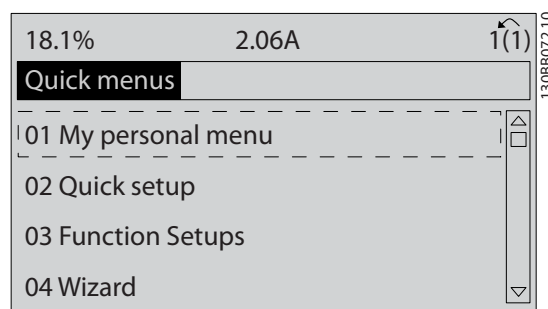 18.1% 2.06A 1(1)
Quick menus
01 My personal menu
02 Quick setup
03 Function Setups
04 Wizard
130BB072.10